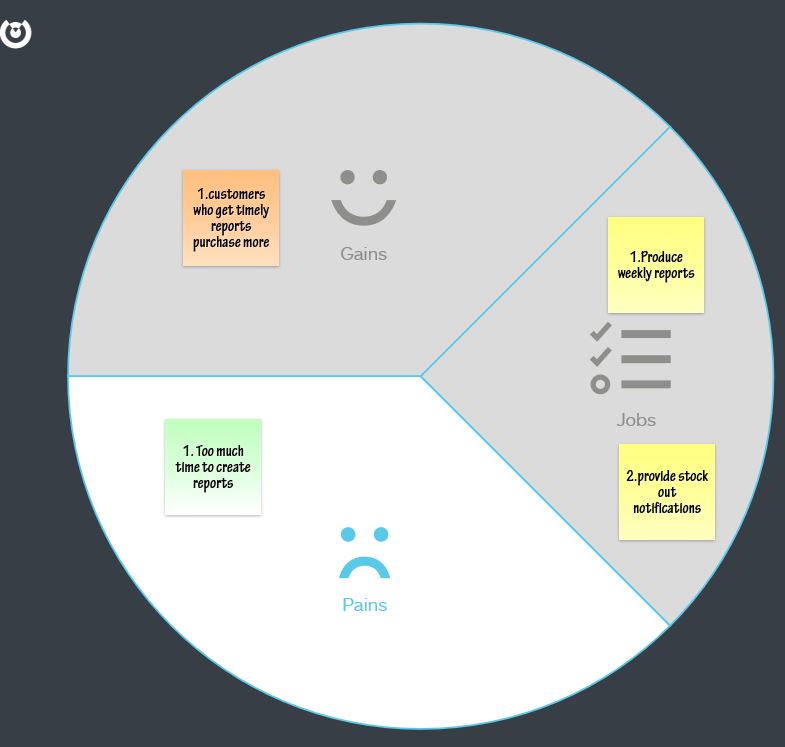 1.customers
who get timely
reports
purchase more
Gains
1.Produce
weekly reports
Jobs
2.provide stock
out
notifications
1. Too much
time to create
reports
Pains